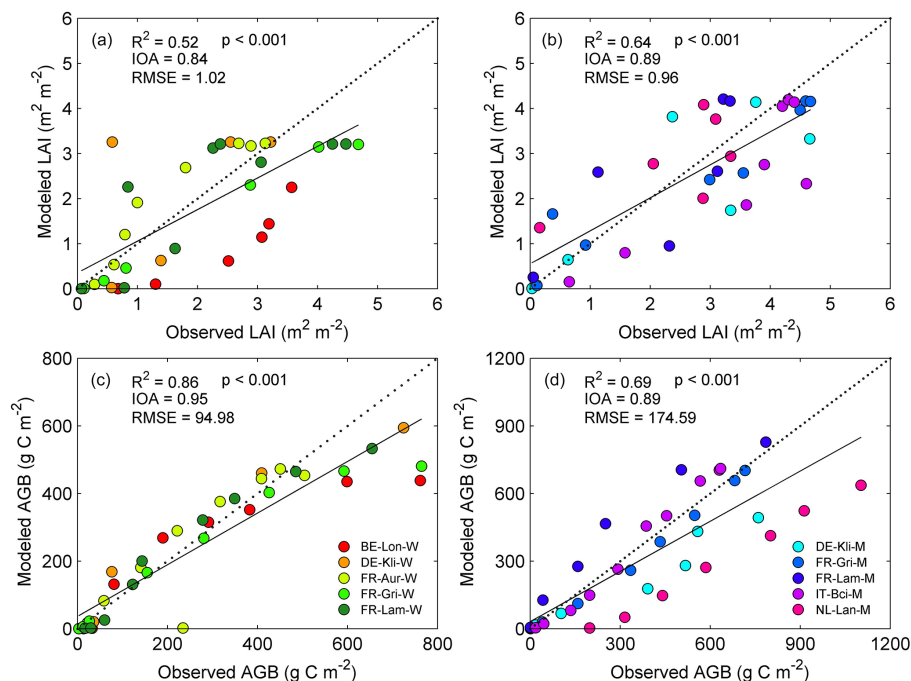 (a)
R² = 0.52 p < 0.001
IOA = 0.84
RMSE = 1.02
6
5
4
3
2
1
0
Modeled LAI (m² m⁻²)
0 1 2 3 4 5 6
Observed LAI (m² m⁻²)
(b)
R² = 0.64 p < 0.001
IOA = 0.89
RMSE = 0.96
6
5
4
3
2
1
0
Modeled LAI (m² m⁻²)
0 1 2 3 4 5 6
Observed LAI (m² m⁻²)
(c)
R² = 0.86 p < 0.001
IOA = 0.95
RMSE = 94.98
800
600
400
200
0
Modeled AGB (g C m⁻²)
BE-Lon-W
DE-Kli-W
FR-Aur-W
FR-Gri-W
FR-Lam-W
0 200 400 600 800
Observed AGB (g C m⁻²)
(d)
R² = 0.69 p < 0.001
IOA = 0.89
RMSE = 174.59
1200
900
600
300
0
Modeled AGB (g C m⁻²)
DE-Kli-M
FR-Gri-M
FR-Lam-M
IT-Bci-M
NL-Lan-M
0 300 600 900 1200
Observed AGB (g C m⁻²)